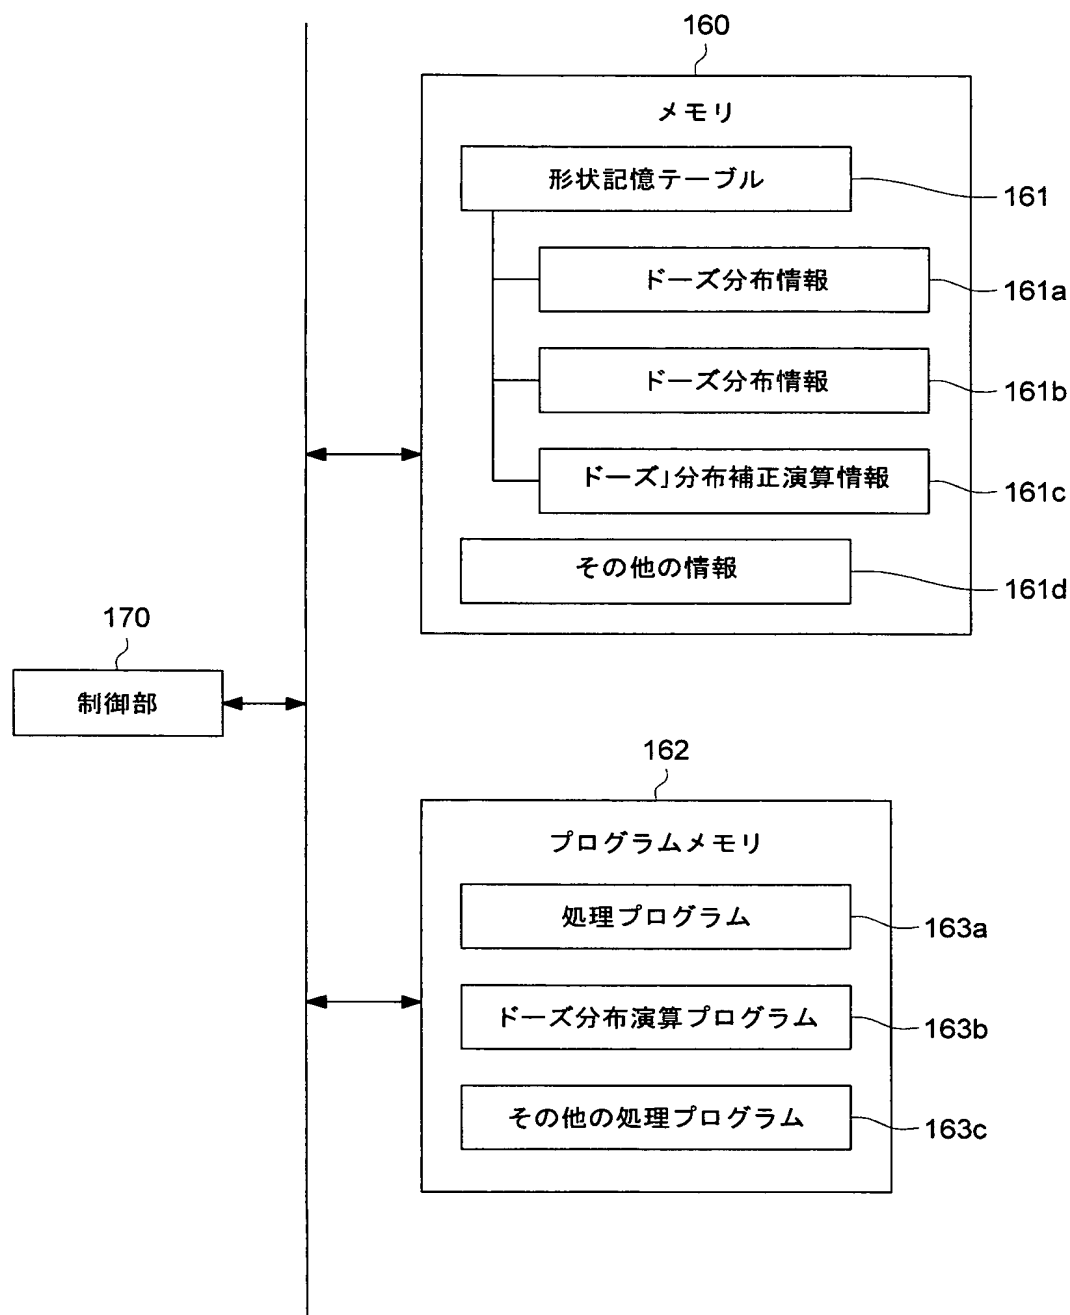 160
メモリ
形状記憶テーブル
161
ドーズ分布情報
161a
ドーズ分布情報
161b
ドーズ」分布補正演算情報
161c
その他の情報
161d
170
制御部
162
プログラムメモリ
処理プログラム
163a
ドーズ分布演算プログラム
163b
その他の処理プログラム
163c